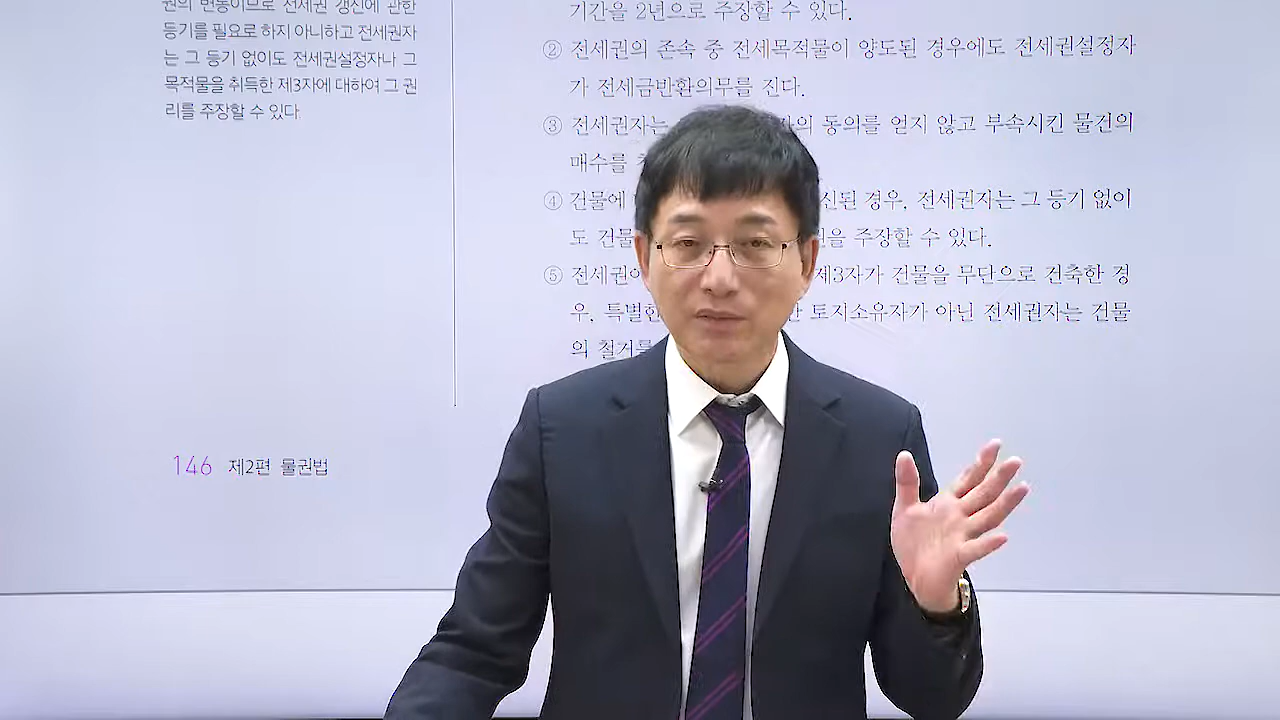 권의 변동이므로 전세권 갱신에 관한
등기를 필요로 하지 아니하고 전세권자
는 그 등기 없이도 전세권설정자나 그
목적물을 취득한 제3자에 대하여 그 권
리를 주장할 수 있다
146 제2편 물권법
기간을 2년으로 주장할 수 있다.
② 전세권의 존속 중 전세목적물이 양도된 경우에도 전세권설정자
가 전세금반환의무를 진다.
③ 전세권자는 의 동의를 얻지 않고 부속시킨 물건의
매수를
④ 건물에 신된 경우, 전세권자는 그 등기 없이
도 건물 을 주장할 수 있다.
⑤ 전세권 제3자가 건물을 무단으로 건축한 경
우, 특별한 토지소유자가 아닌 전세권자는 건물
의 철거를